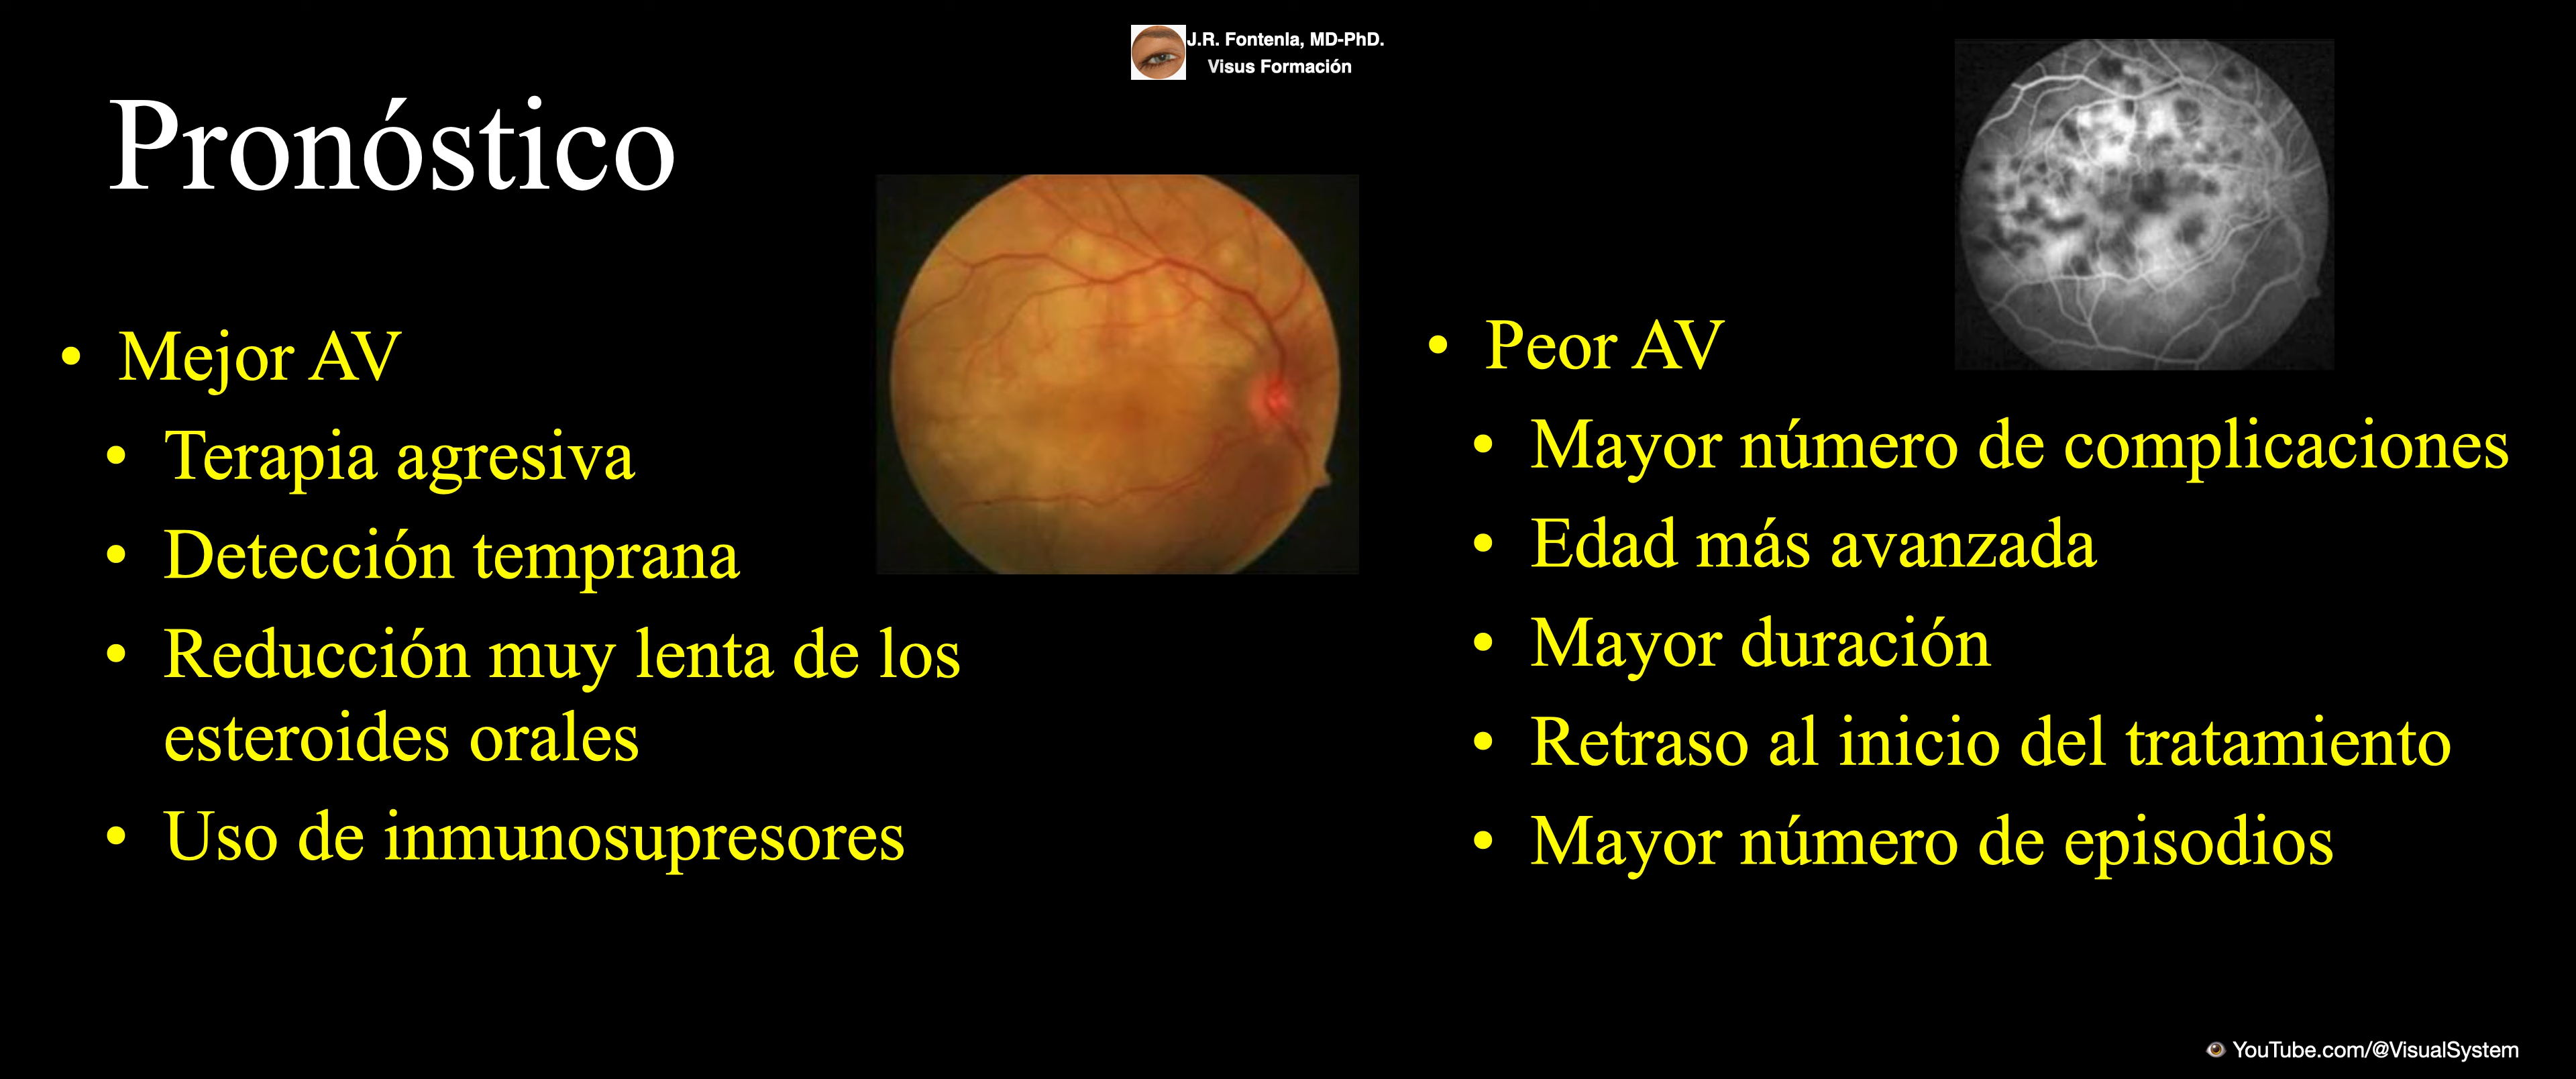 J.R. Fontenla, MD-PhD.
Visus Formación
Pronóstico
• Mejor AV
• Terapia agresiva
• Detección temprana
• Reducción muy lenta de los
esteroides orales
• Uso de inmunosupresores
• Peor AV
• Mayor número de complicaciones
• Edad más avanzada
• Mayor duración
• Retraso al inicio del tratamiento
• Mayor número de episodios
YouTube.com/@VisualSystem